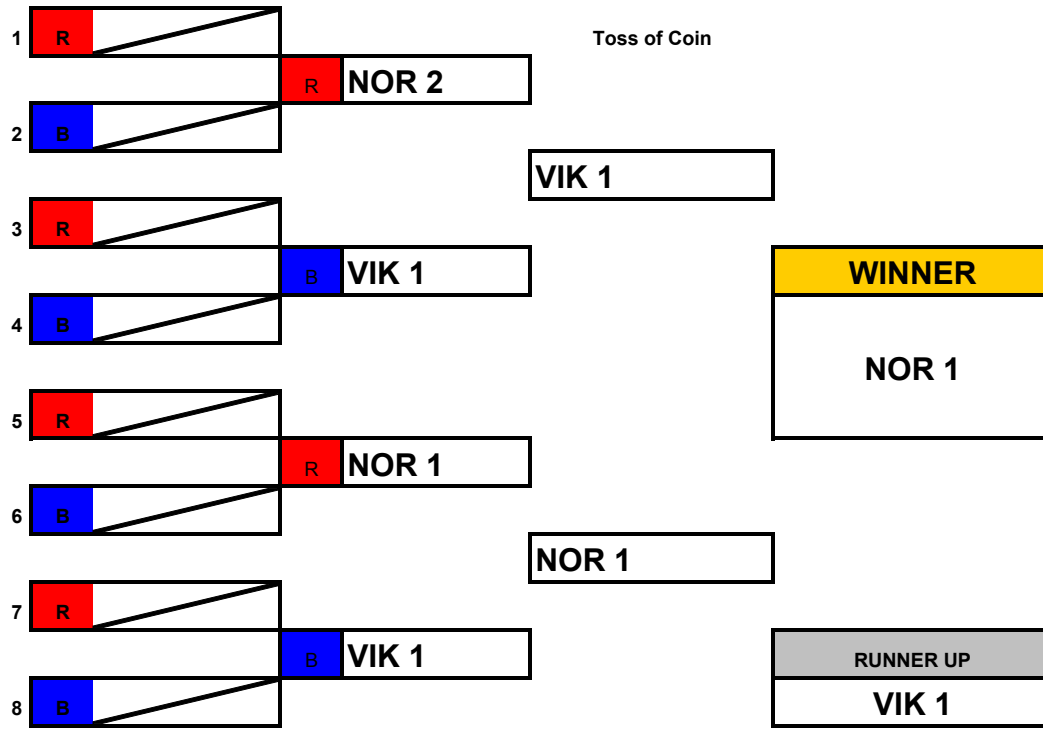 1 R Toss of Coin
R NOR 2
2 B
VIK 1
3 R
B VIK 1 WINNER
4 B
NOR 1
5 R
R NOR 1
6 B
NOR 1
7 R
B VIK 1 RUNNER UP
8 B VIK 1